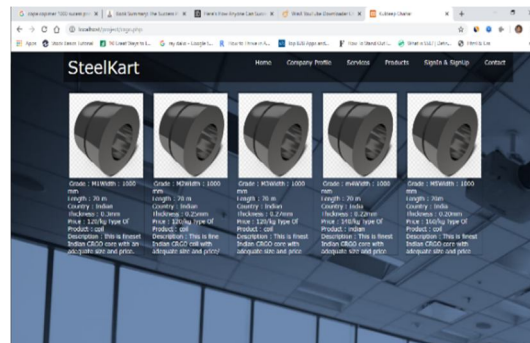 localhost/project/
Apps
SteelKart
Home Company Profile Services Products SignIn & SignUp Contact
Grade : M1Width : 1000
mm
Length : 70 m
Country : Indian
Thickness : 0.3mm
Price : 120/kg Type Of
Product : coil
Description : This is finest
Indian CRGO core with an
adequate size and price.
Grade : M2Width : 1000
mm
Length : 70 m
Country : Indian
Thickness : 0.25mm
Price : 120/kg Type Of
Product : coil
Description : This is fine
Indian CRGO coil with
adequate size and price/
Grade : M3Width : 1000
mm
Length : 70 m
Country : Indian
Thickness : 0.27mm
Price : 120/kg Type Of
Product : coil
Description : This is finest
Indian CRGO core with
adequate size and price.
Grade : m4Width : 1000
mm
Length : 70 m
Country : Indian
Thickness : 0.23mm
Price : 140/kg Type Of
Product : coil
Description : This is finest
Indian CRGO core with
adequate size and price.
Grade : M5Width : 1000
mm
Length : 70m
Country : Indian
Thickness : 0.20mm
Price : 160/kg Type Of
Product : coil
Description : This is finest
Indian CRGO core with
adequate size and price.